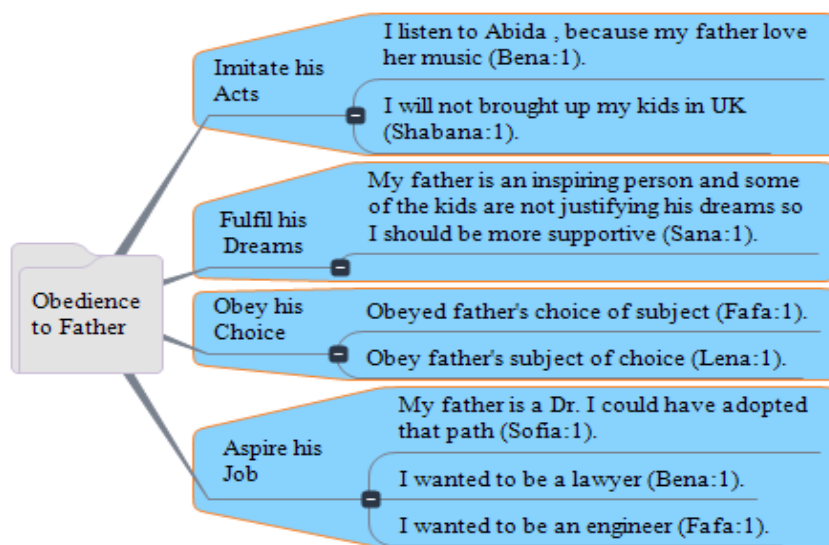 Obedience
to Father
Imitate his
Acts
I listen to Abida , because my father love
her music (Bena:1).
I will not brought up my kids in UK
(Shabana:1).
Fulfil his
Dreams
My father is an inspiring person and some
of the kids are not justifying his dreams so
I should be more supportive (Sana:1).
Obey his
Choice
Obeyed father's choice of subject (Fafa:1).
Obey father's subject of choice (Lena:1).
Aspire his
Job
My father is a Dr. I could have adopted
that path (Sofia:1).
I wanted to be a lawyer (Bena:1).
I wanted to be an engineer (Fafa:1).